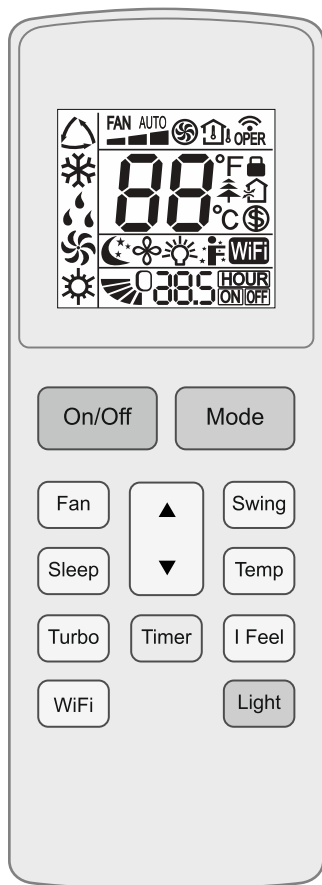 FAN AUTO
OPER
88°F
°C
WiFi
038.5 HOUR
ON OFF
On/Off Mode
Fan Swing
Sleep Temp
Turbo Timer I Feel
WiFi Light